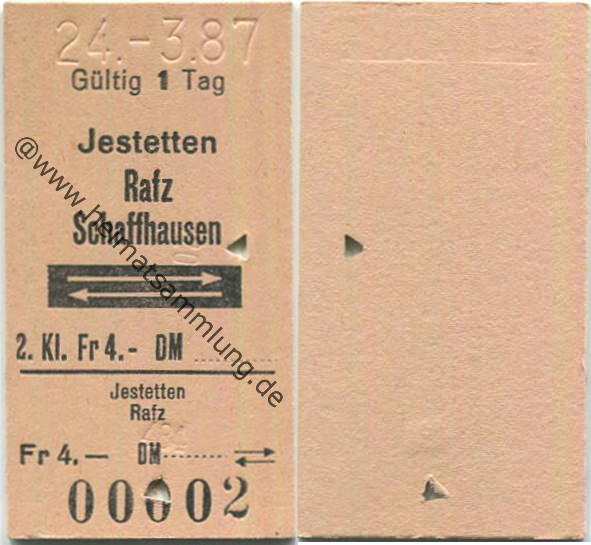 24.-3.87
Gültig 1 Tag
Jestetten
Rafz
Schaffhausen
2. Kl. Fr 4.- DM ..........
Jestetten
Rafz
Fr 4.— DM ........
00002
@www.heimatsammlung.de